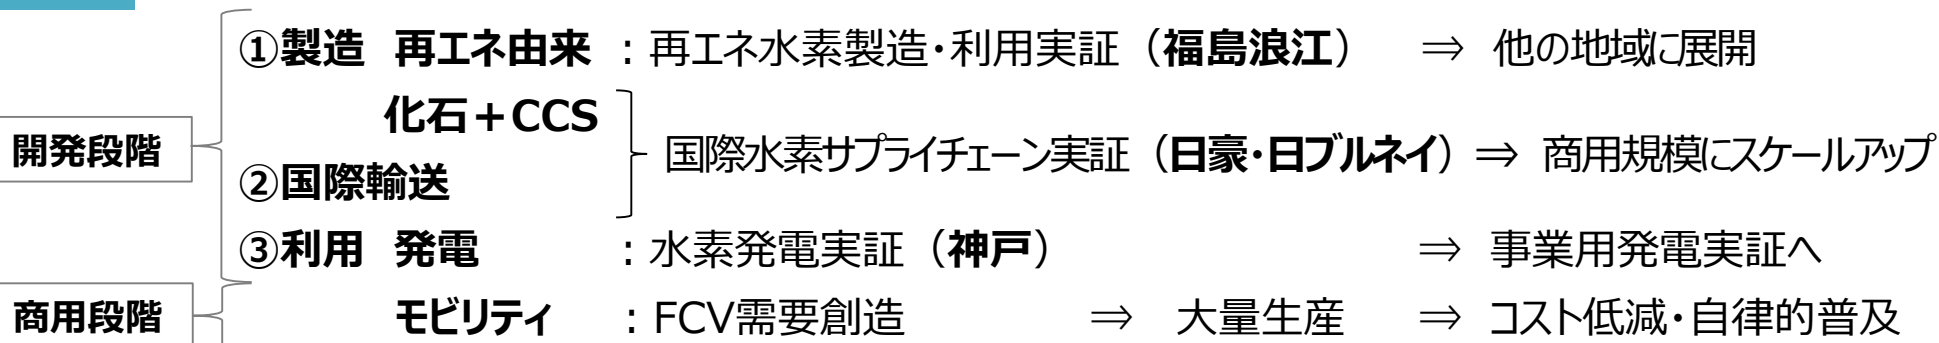 ①製造　再エネ由来　：再エネ水素製造・利用実証（福島浪江）　⇒　他の地域に展開
化石＋CCS
開発段階
国際水素サプライチェーン実証（日豪・日ブルネイ）⇒　商用規模にスケールアップ
②国際輸送
③利用　発電　：水素発電実証（神戸）　⇒　事業用発電実証へ
商用段階
モビリティ　：FCV需要創造　⇒　大量生産　⇒　コスト低減・自律的普及